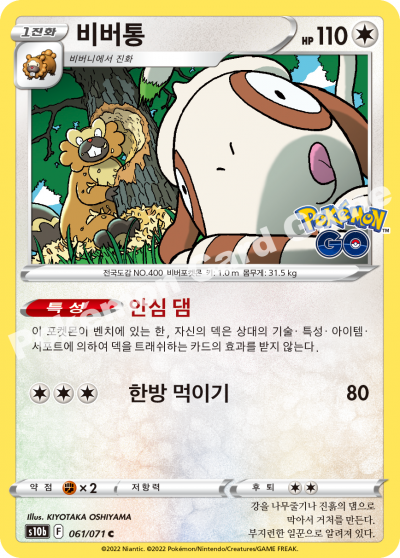 1진화
비버통
HP 110
비버니에서 진화
Pokémon GO
전국도감 NO.400 비버포켓몬 키: 1.0 m 몸무게: 31.5 kg
특성 안심 댐
이 포켓몬이 벤치에 있는 한, 자신의 덱은 상대의 기술·특성·아이템·
서포트에 의하여 덱을 트래쉬하는 카드의 효과를 받지 않는다.
한방 먹이기 80
약점 ×2 저항력 후퇴
Illus. KIYOTAKA OSHIYAMA
s10b F 061/071 C
강을 나무줄기나 진흙의 댐으로
막아서 거처를 만든다.
부지런한 일꾼으로 알려져 있다.
©2022 Niantic. ©2022 Pokémon/Nintendo/Creatures/GAME FREAK.